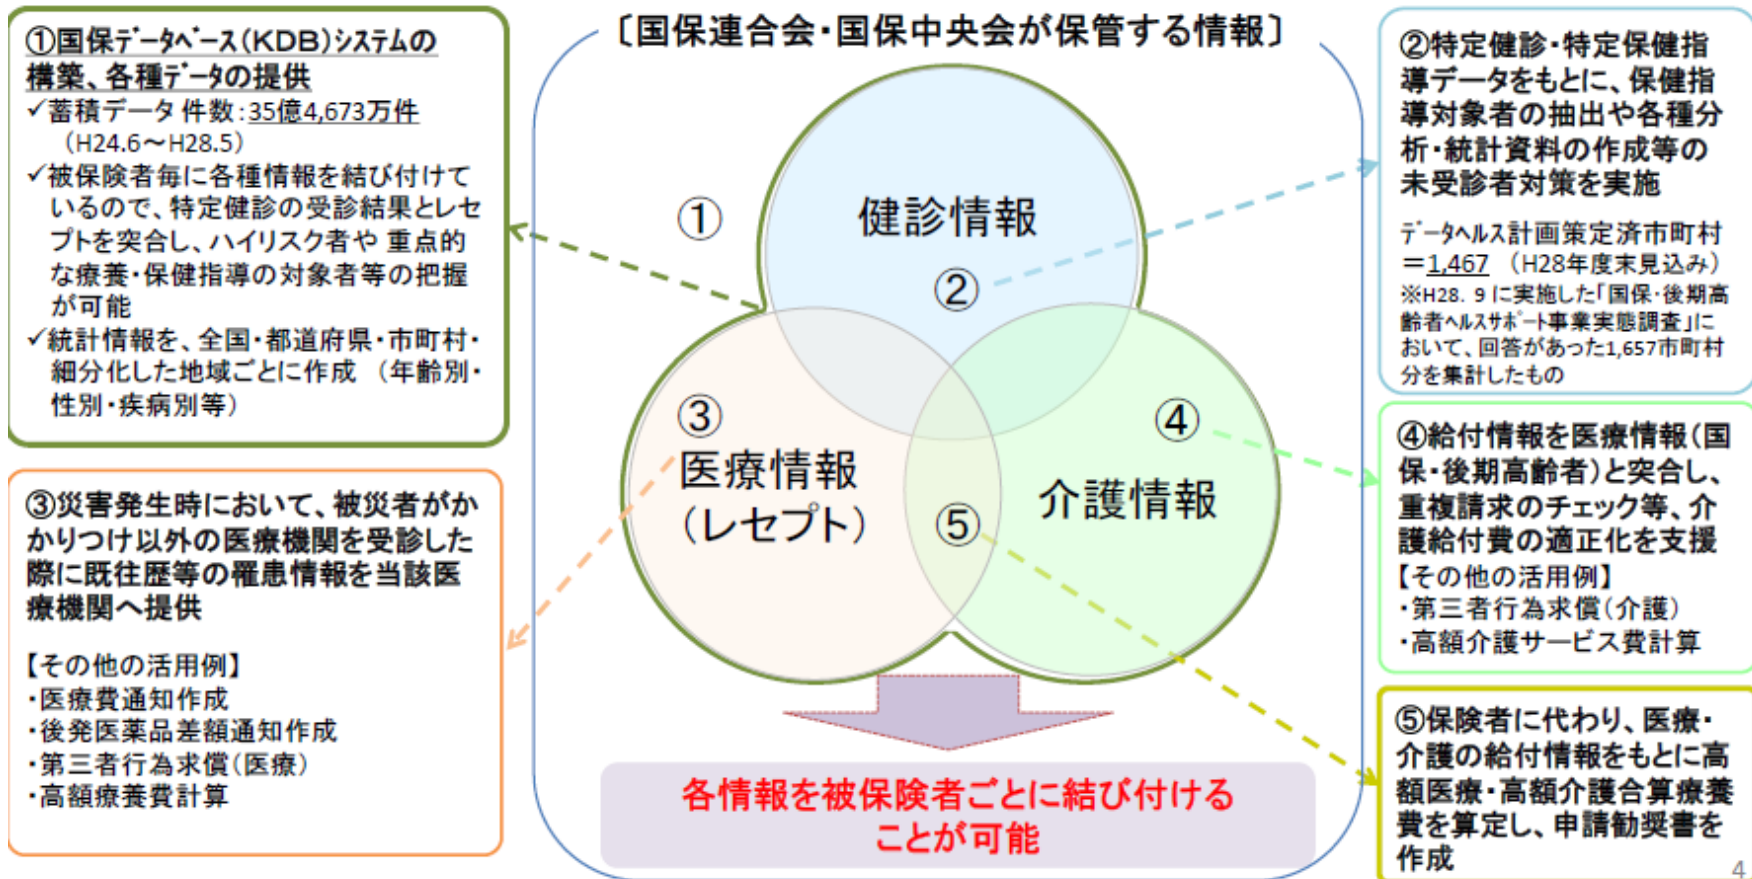 〔国保連合会・国保中央会が保管する情報〕
①国保データベース(KDB)システムの
構築、各種データの提供
✓蓄積データ 件数：35億4,673万件
（H24.6～H28.5）
✓被保険者毎に各種情報を結び付けて
いるので、特定健診の受診結果とレセ
プトを突合し、ハイリスク者や 重点的
な療養・保健指導の対象者等の把握
が可能
✓統計情報を、全国・都道府県・市町村・
細分化した地域ごとに作成 （年齢別・
性別・疾病別等）
③災害発生時において、被災者がか
かりつけ以外の医療機関を受診した
際に既往歴等の罹患情報を当該医
療機関へ提供
【その他の活用例】
・医療費通知作成
・後発医薬品差額通知作成
・第三者行為求償(医療)
・高額療養費計算
①
健診情報
②
③
医療情報
（レセプト）
④
介護情報
⑤
各情報を被保険者ごとに結び付ける
ことが可能
②特定健診・特定保健指
導データをもとに、保健指
導対象者の抽出や各種分
析・統計資料の作成等の
未受診者対策を実施
データヘルス計画策定済市町村
＝1,467 （H28年度末見込み）
※H28. 9 に実施した「国保・後期高
齢者ヘルスサポート事業実態調査」に
おいて、回答があった1,657市町村
分を集計したもの
④給付情報を医療情報(国
保・後期高齢者)と突合し、
重複請求のチェック等、介
護給付費の適正化を支援
【その他の活用例】
・第三者行為求償(介護)
・高額介護サービス費計算
⑤保険者に代わり、医療・
介護の給付情報をもとに高
額医療・高額介護合算療養
費を算定し、申請勧奨書を
作成
4